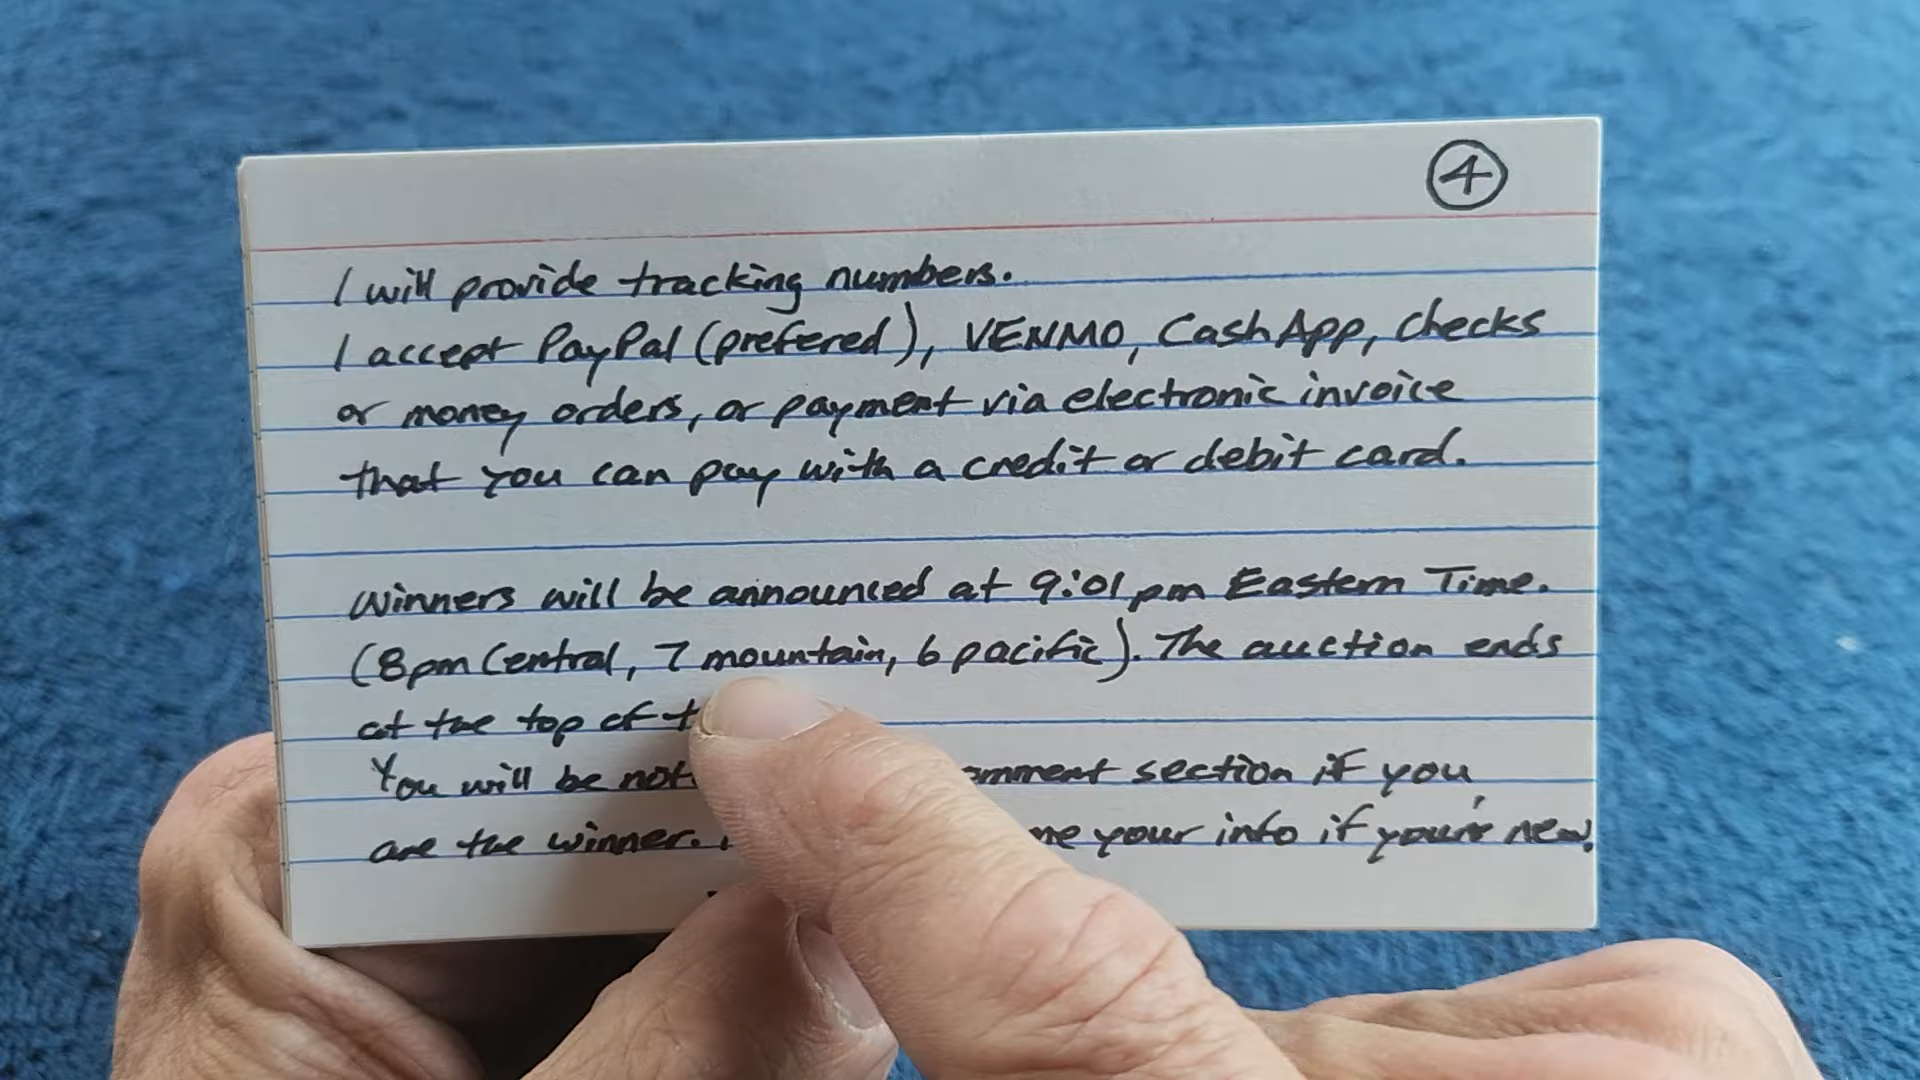 4
I will provide tracking numbers.
I accept PayPal (prefered), VENMO, CashApp, checks
or money orders, or payment via electronic invoice
that you can pay with a credit or debit card.
Winners will be announced at 9:01 pm Eastern Time.
(8pm Central, 7 mountain, 6 pacific). The auction ends
at the top of
You will be section if you
are the winner. your info if you're new.